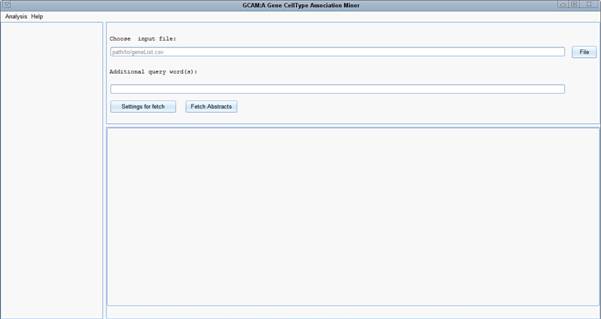 GCAM:A Gene CellType Association Miner
Analysis Help
Choose input file:
path/to/geneList.csv
File
Additional query word(s):
Settings for fetch
Fetch Abstracts